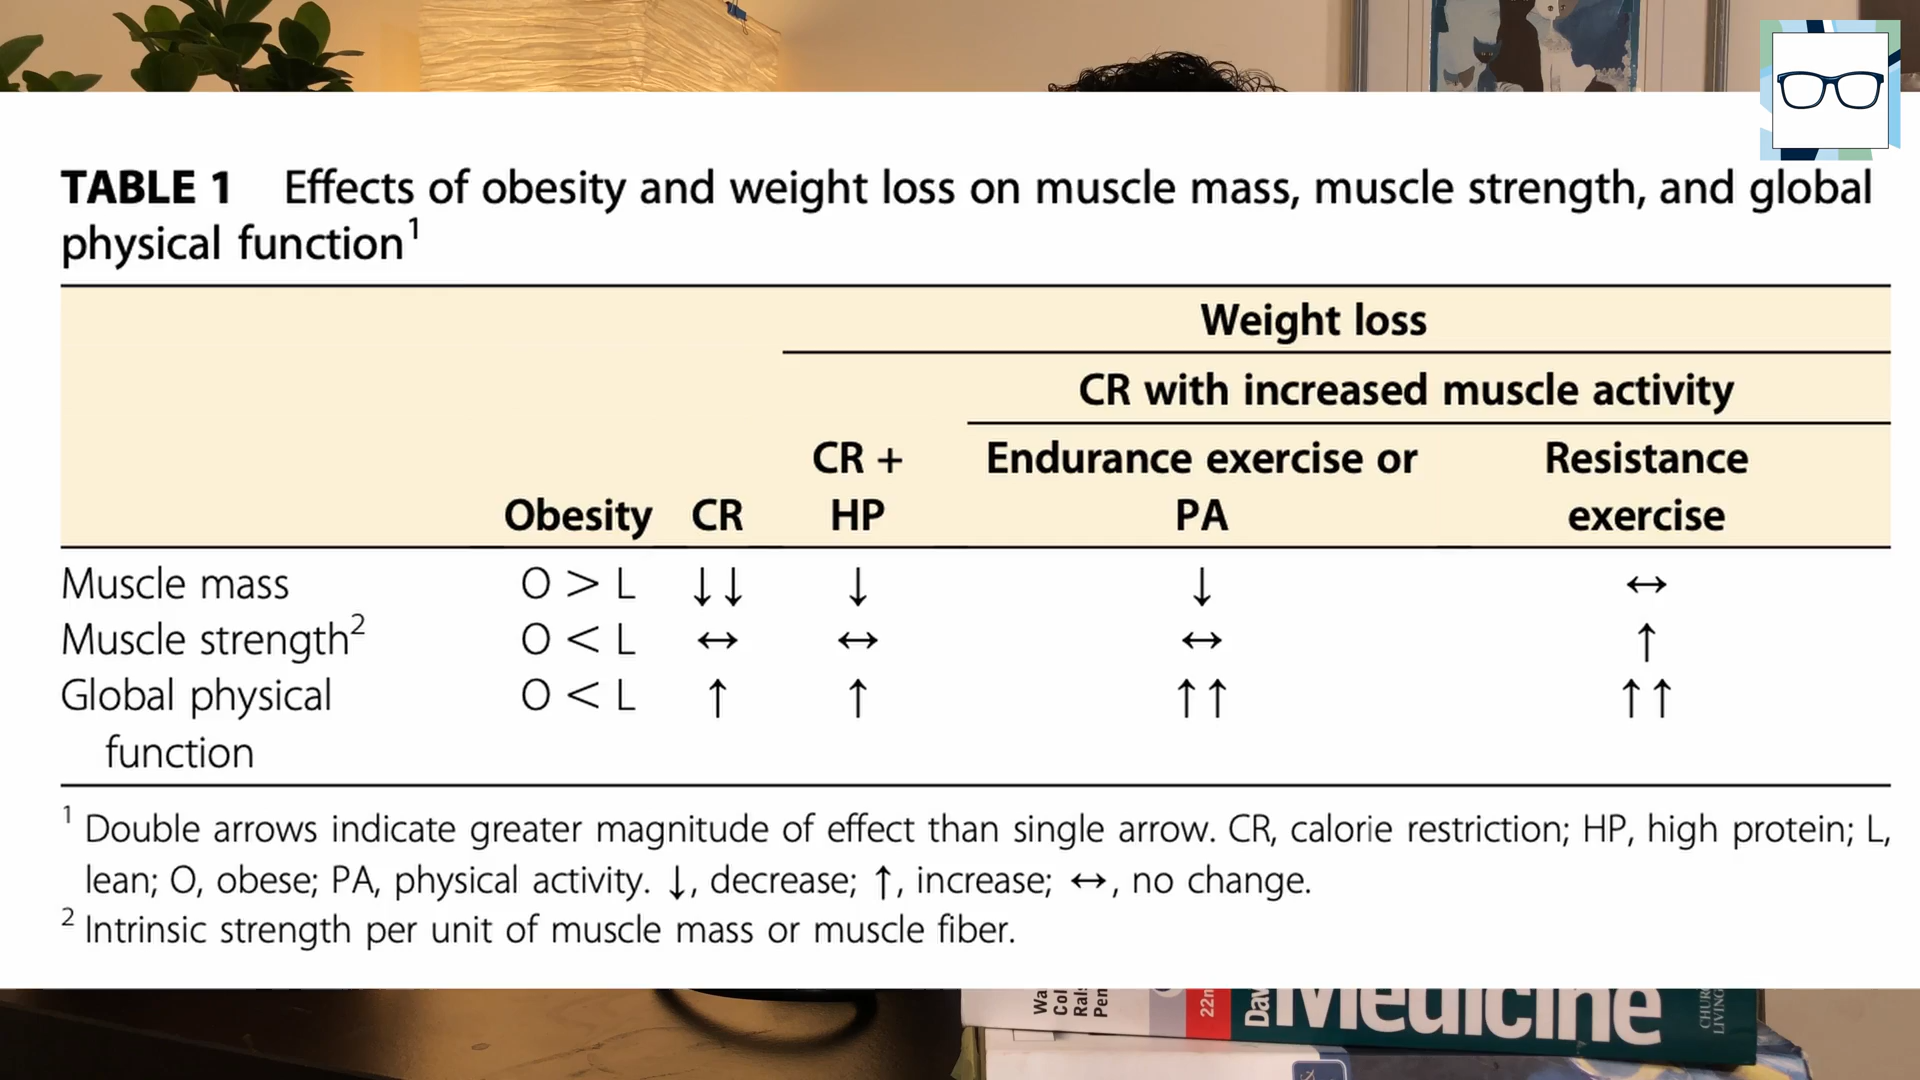 TABLE 1 Effects of obesity and weight loss on muscle mass, muscle strength, and global
physical function¹
Weight loss
CR with increased muscle activity
CR + Endurance exercise or Resistance
Obesity CR HP PA exercise
Muscle mass O > L ↓↓ ↓ ↓ ↔
Muscle strength² O < L ↔ ↔ ↔ ↑
Global physical O < L ↑ ↑ ↑↑ ↑↑
function
¹ Double arrows indicate greater magnitude of effect than single arrow. CR, calorie restriction; HP, high protein; L,
lean; O, obese; PA, physical activity. ↓, decrease; ↑, increase; ↔, no change.
² Intrinsic strength per unit of muscle mass or muscle fiber.
Medicine